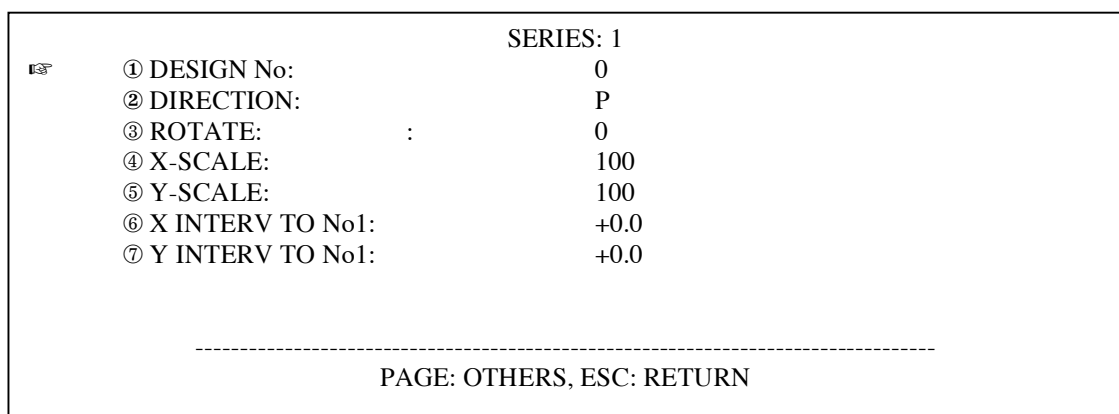 SERIES: 1
☞ ① DESIGN No: 0
② DIRECTION: P
③ ROTATE: : 0
④ X-SCALE: 100
⑤ Y-SCALE: 100
⑥ X INTERV TO No1: +0.0
⑦ Y INTERV TO No1: +0.0
PAGE: OTHERS, ESC: RETURN